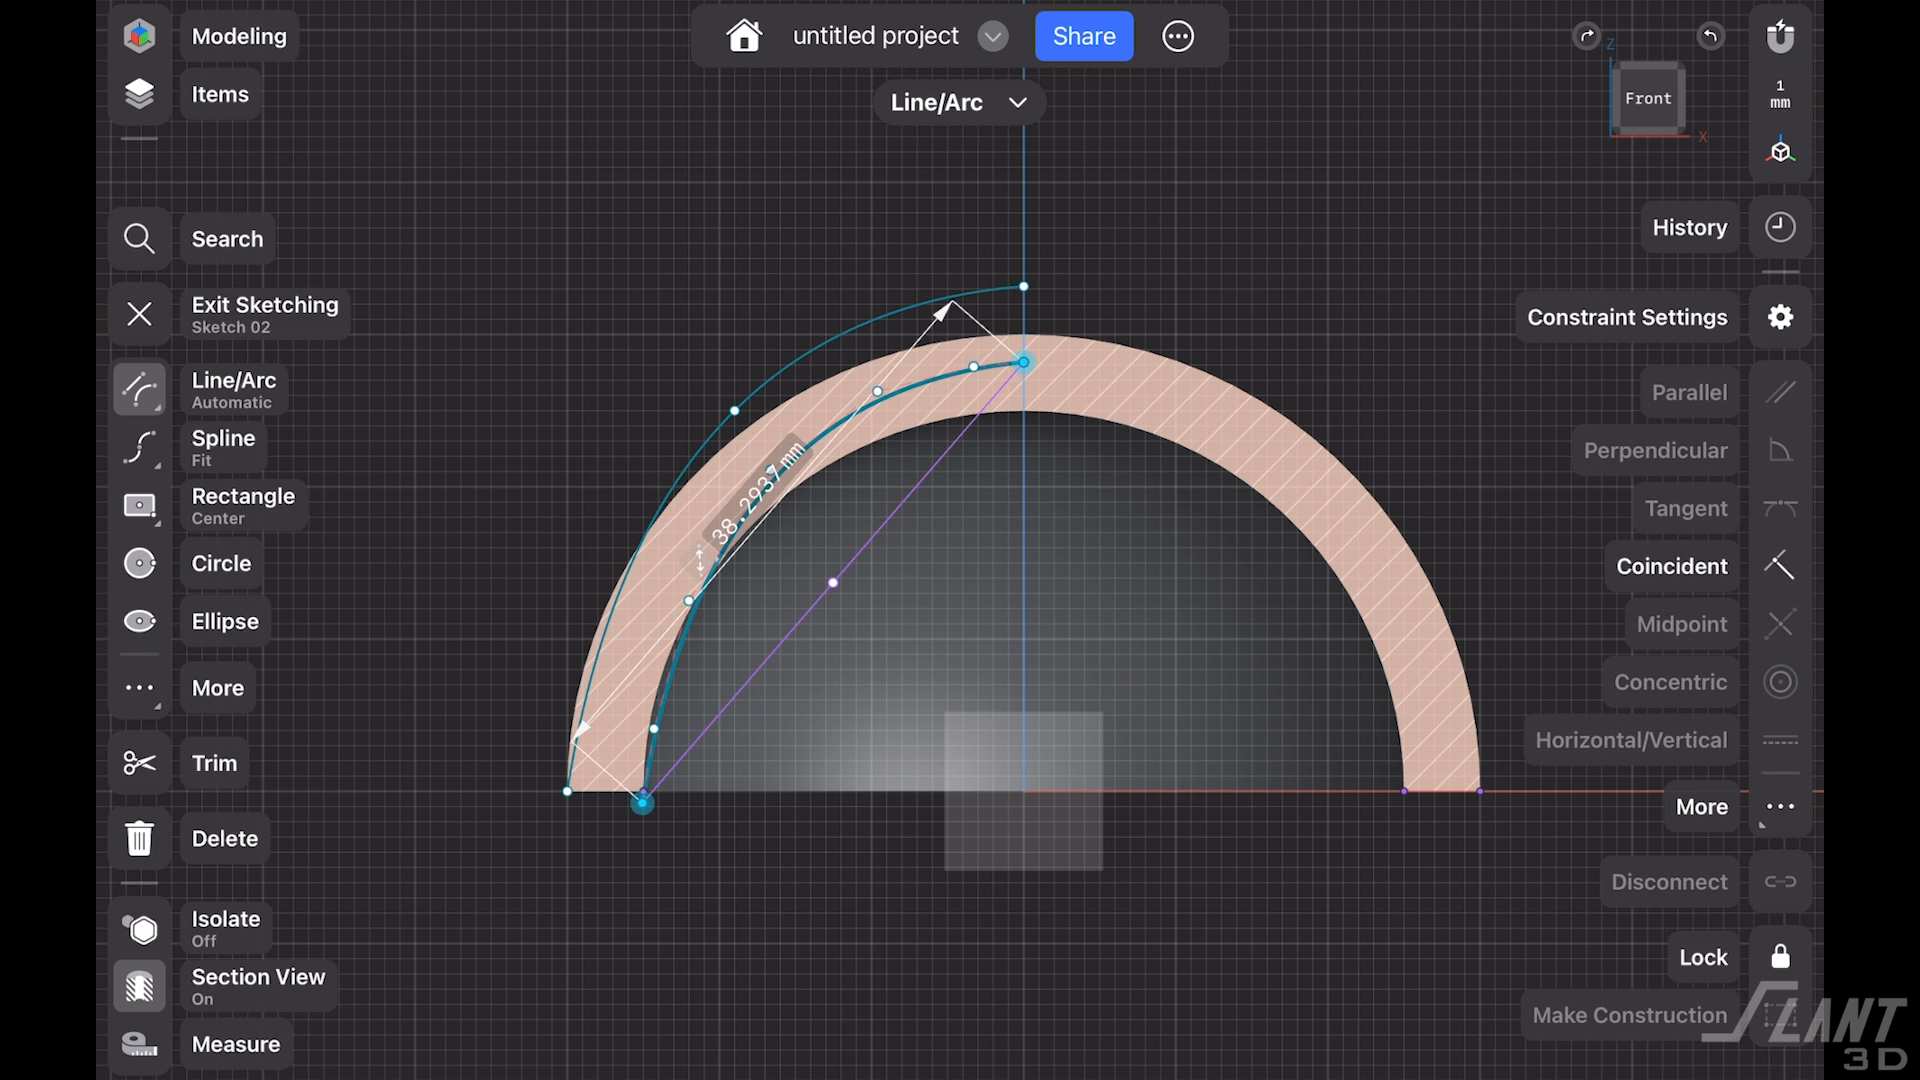 Modeling
Items
untitled project
Share
Line/Arc
Z
Front
X
1
mm
Search
Exit Sketching
Sketch 02
Line/Arc
Automatic
Spline
Fit
Rectangle
Center
Circle
Ellipse
More
Trim
Delete
Isolate
Off
Section View
On
Measure
38.2937 mm
History
Constraint Settings
Parallel
Perpendicular
Tangent
Coincident
Midpoint
Concentric
Horizontal/Vertical
More
Disconnect
Lock
Make Construction
SLANT
3D